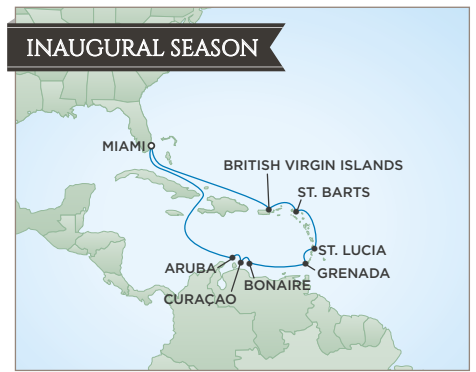 INAUGURAL SEASON
MIAMI
BRITISH VIRGIN ISLANDS
ST. BARTS
ST. LUCIA
GRENADA
ARUBA
BONAIRE
CURAÇAO